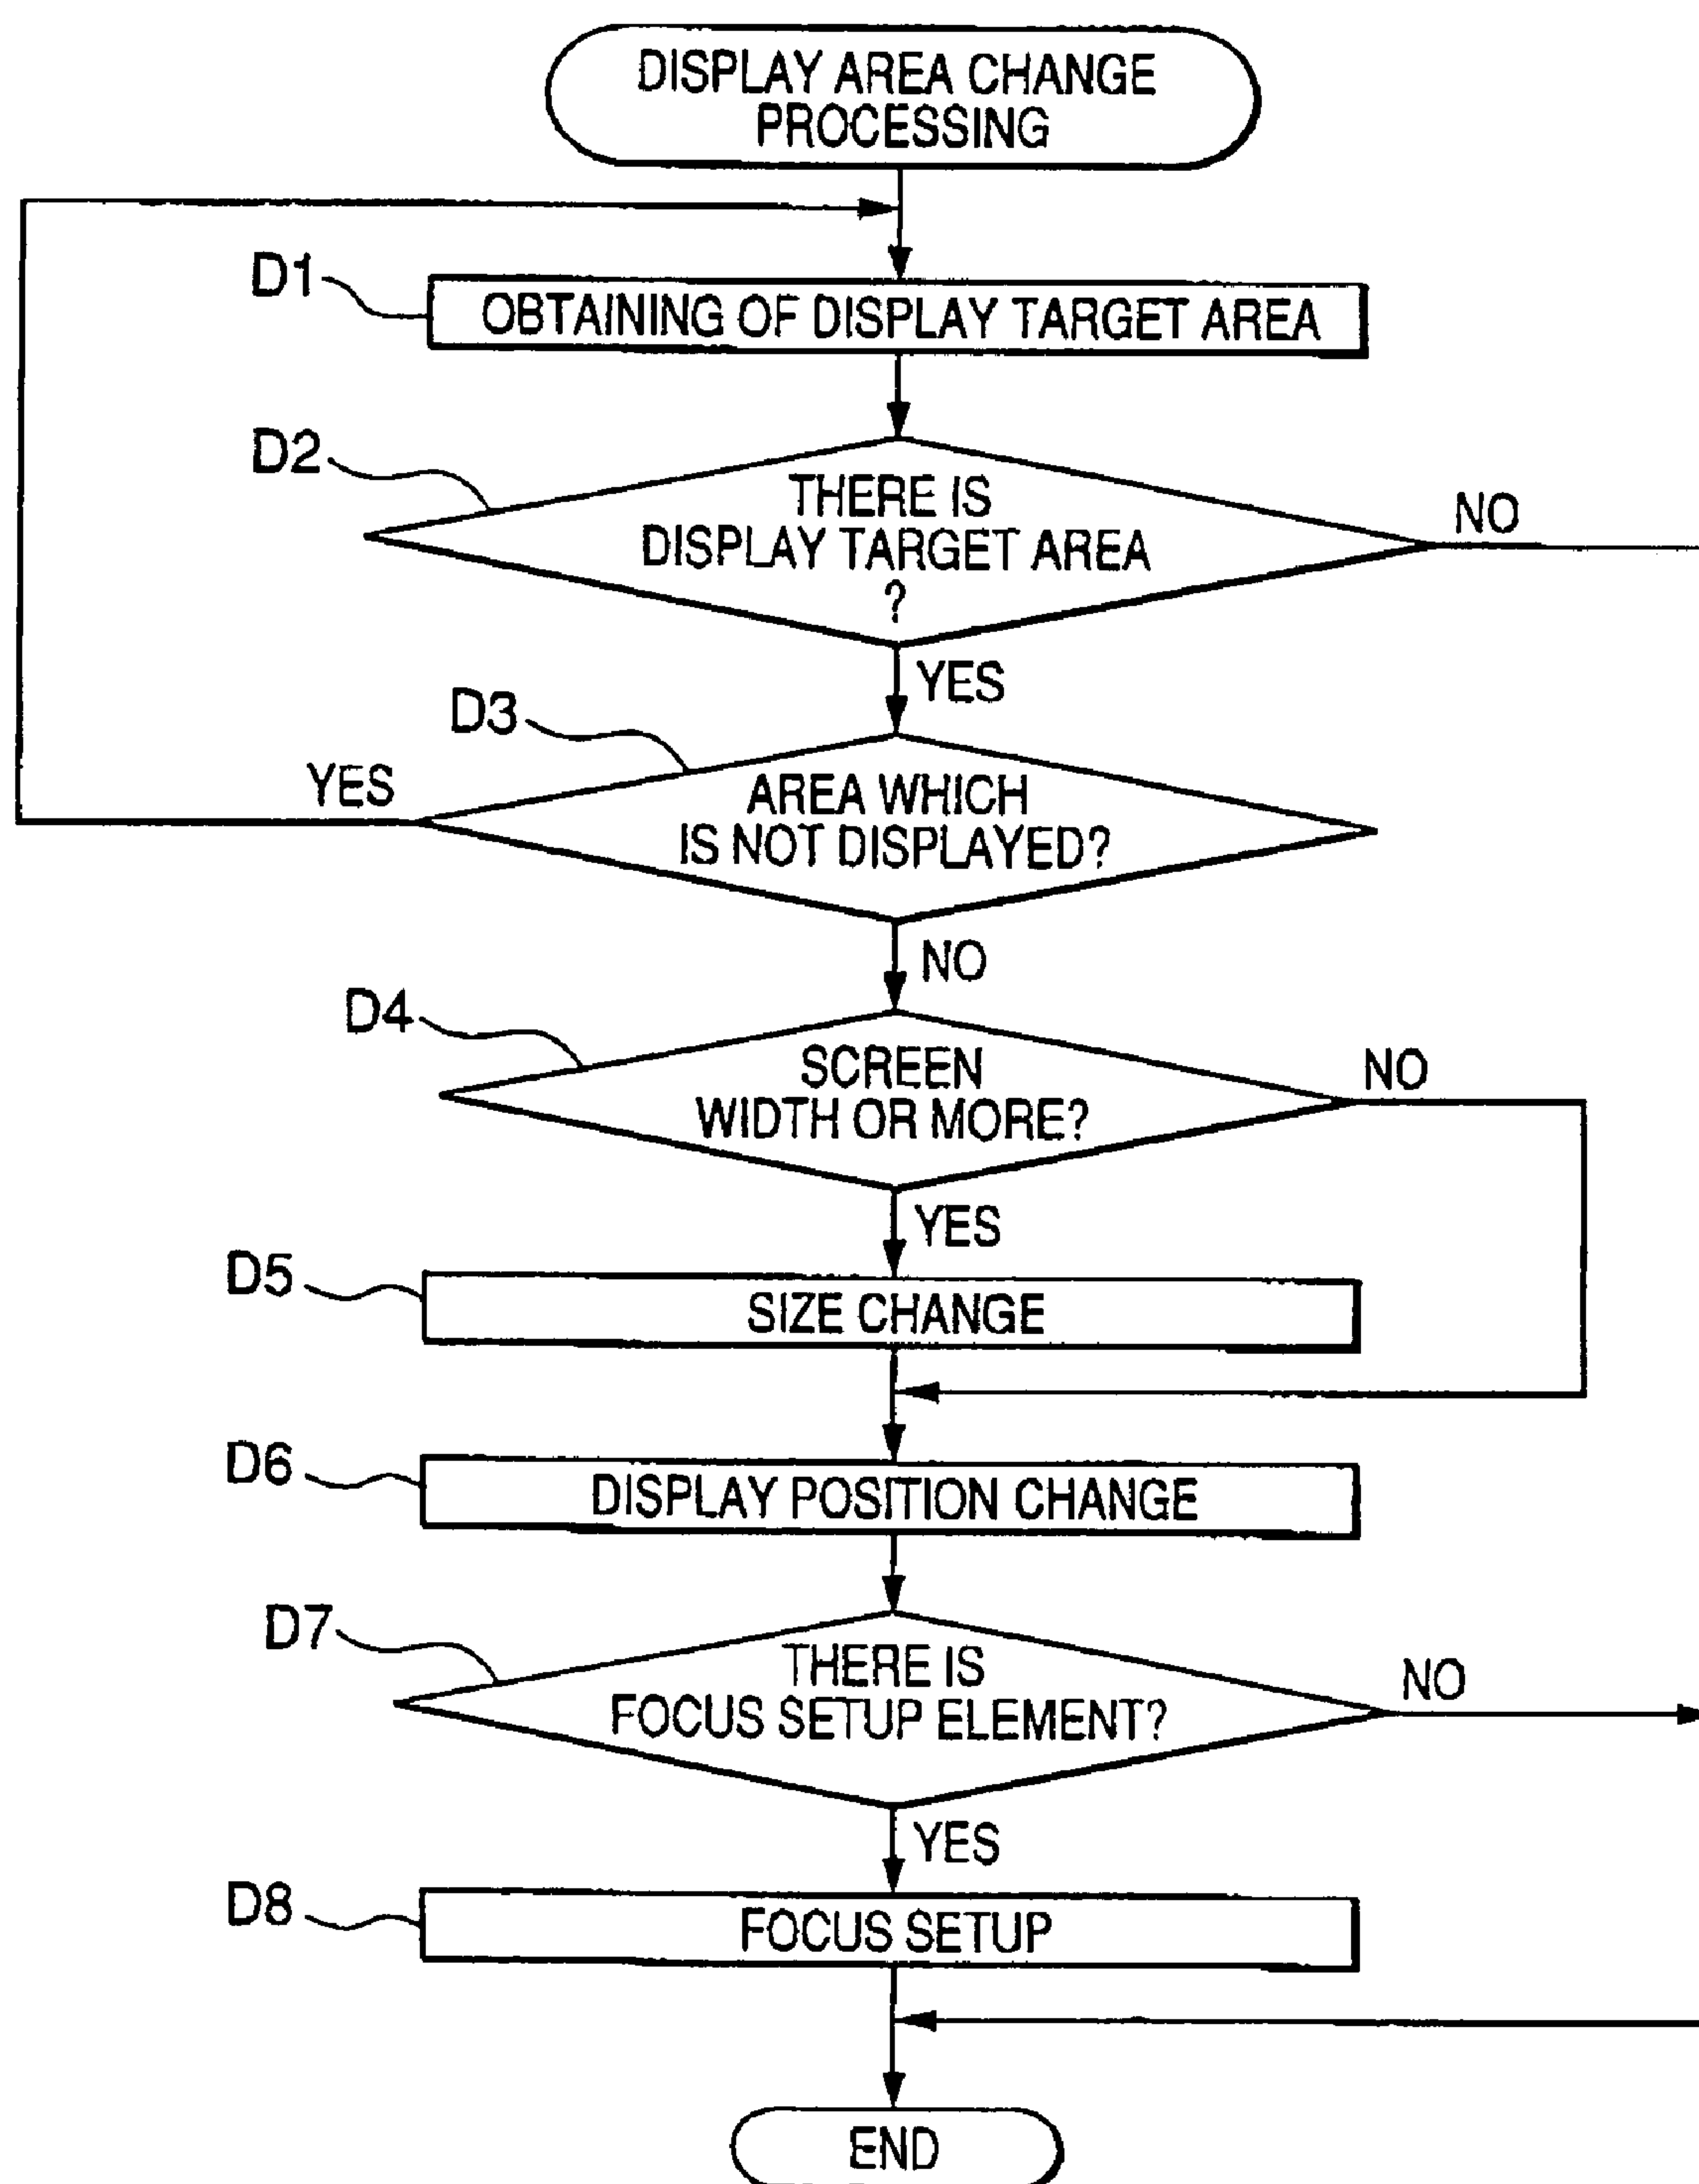 DISPLAY AREA CHANGE
PROCESSING
D1
OBTAINING OF DISPLAY TARGET AREA
D2
THERE IS
DISPLAY TARGET AREA
?
NO
YES
D3
YES
AREA WHICH
IS NOT DISPLAYED?
NO
D4
SCREEN
WIDTH OR MORE?
NO
YES
D5
SIZE CHANGE
D6
DISPLAY POSITION CHANGE
D7
THERE IS
FOCUS SETUP ELEMENT?
NO
YES
D8
FOCUS SETUP
END